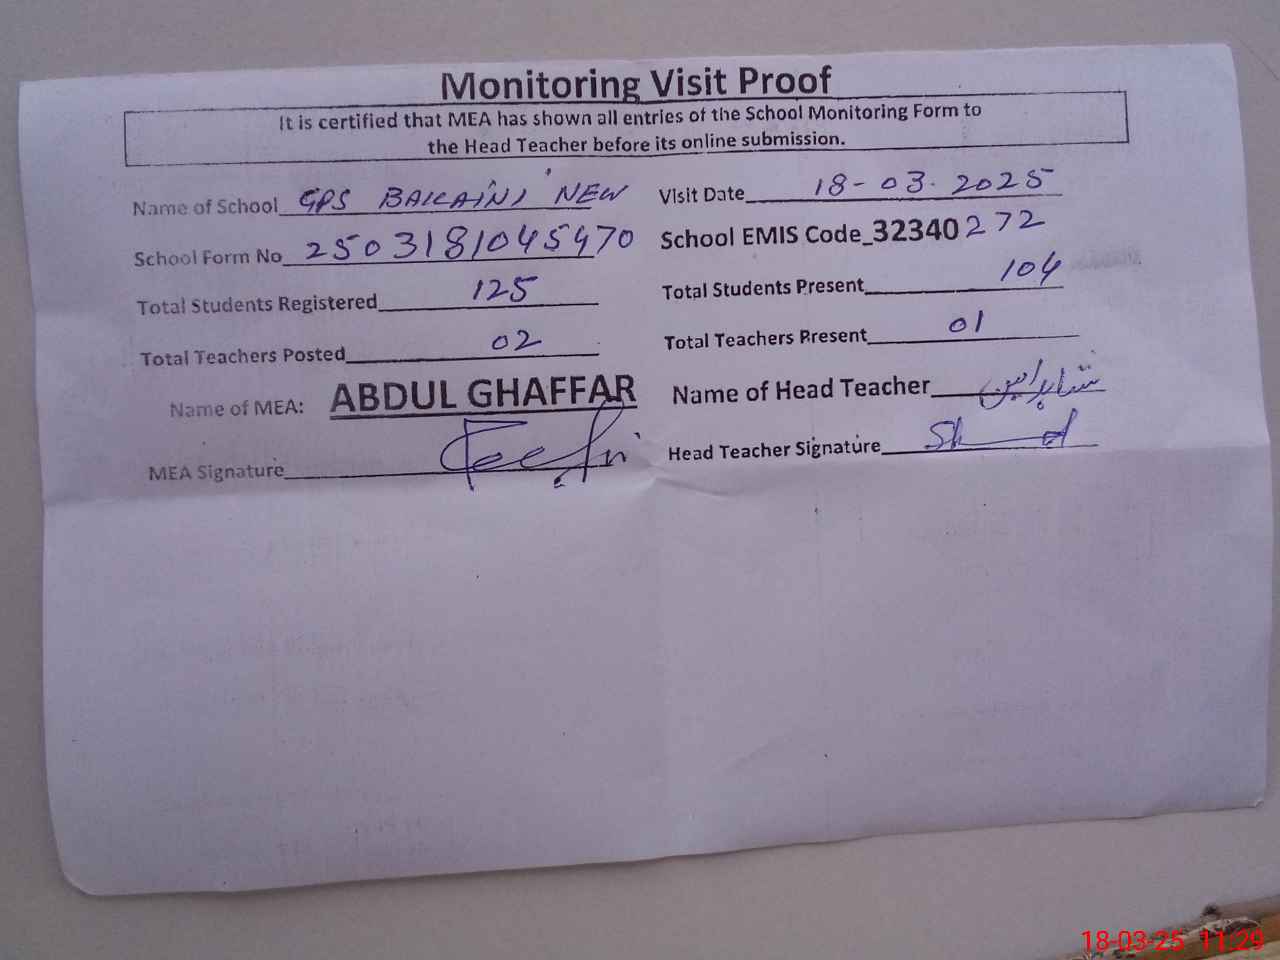 Monitoring Visit Proof
It is certified that MEA has shown all entries of the School Monitoring Form to
the Head Teacher before its online submission.
Name of School GPS BAKAINI NEW Visit Date 18-03-2025
School Form No 2503181045470 School EMIS Code_32340272
Total Students Registered 125 Total Students Present 104
Total Teachers Posted 02 Total Teachers Present 01
Name of MEA: ABDUL GHAFFAR Name of Head Teacher
MEA Signature Head Teacher Signature
18-03-25 11:29